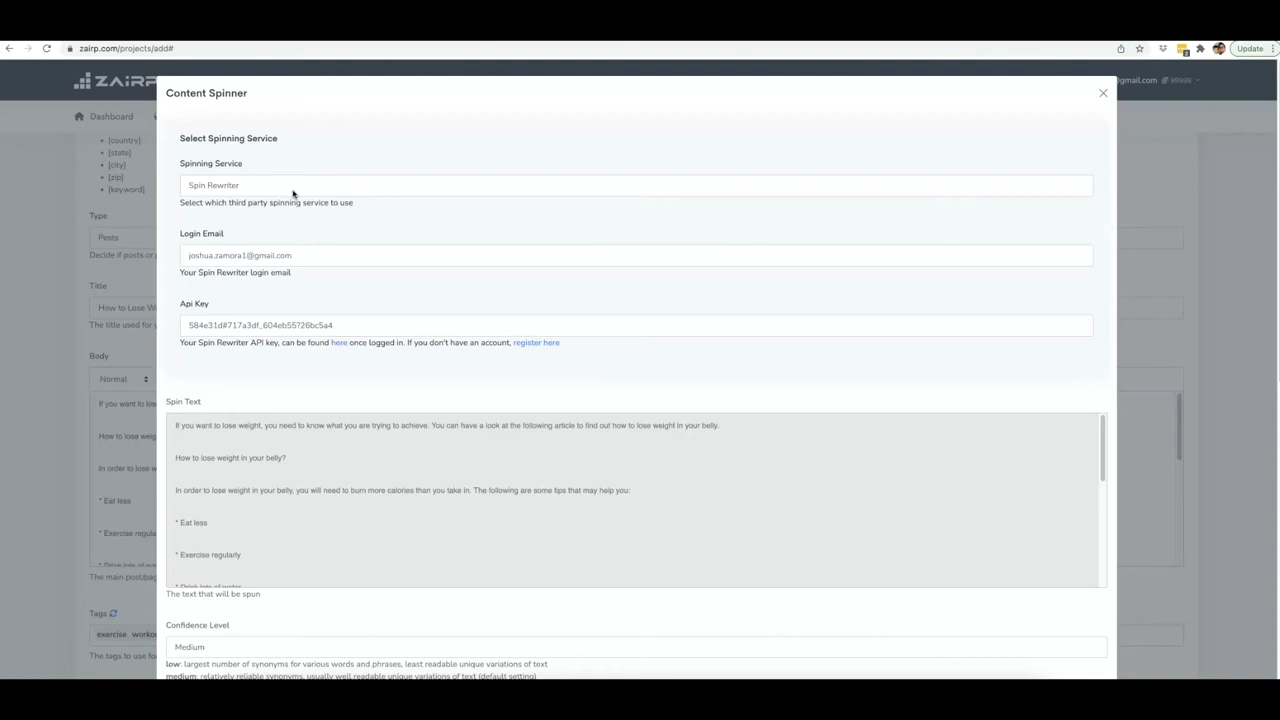 zairp.com/projects/add#
Update
ZAIRP
@gmail.com 99998
Dashboard
Content Spinner
Select Spinning Service
Spinning Service
Spin Rewriter
Select which third party spinning service to use
Login Email
joshua.zamora1@gmail.com
Your Spin Rewriter login email
Api Key
584e31d#717a3df_604eb55?26bc5a4
Your Spin Rewriter API key, can be found here once logged in. If you don't have an account, register here
Spin Text
If you want to lose weight, you need to know what you are trying to achieve. You can have a look at the following article to find out how to lose weight in your belly.
How to lose weight in your belly?
In order to lose weight in your belly, you will need to burn more calories than you take in. The following are some tips that may help you:
* Eat less
* Exercise regularly
* Drink lots of water
The text that will be spun
Confidence Level
Medium
low: largest number of synonyms for various words and phrases, least readable unique variations of text
medium: relatively reliable synonyms, usually well readable unique variations of text (default setting)
• [country]
• [state]
• [city]
• [zip]
• [keyword]
Type
Posts
Decide if posts or
Title
How to Lose W
The title used for
Body
Normal
If you want to los
How to lose weig
In order to lose w
* Eat less
* Exercise regula
* Drink lots of wat
The main post/pag
Tags
exercise worko
The tags to use fo